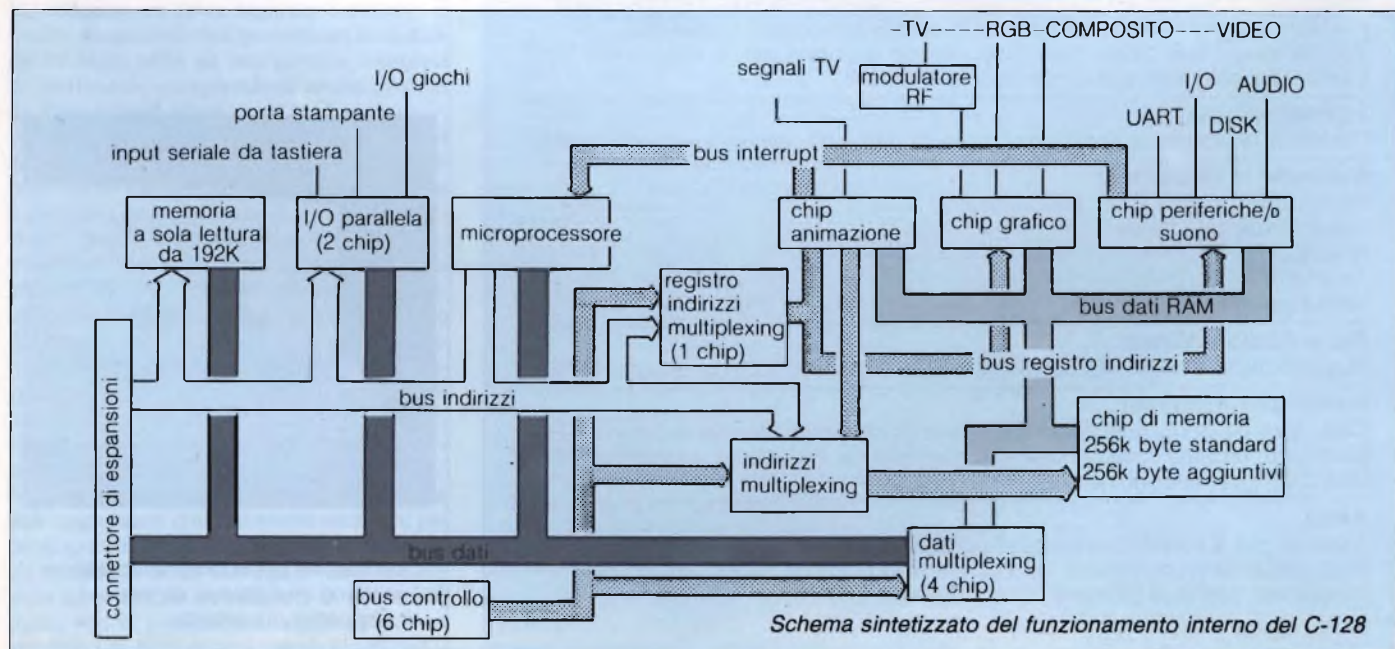 -TV----RGB-COMPOSITO---VIDEO
segnali TV
modulatore
RF
I/O giochi
porta stampante
input seriale da tastiera
UART
I/O
DISK
AUDIO
bus interrupt
memoria
a sola lettura
da 192K
I/O parallela
(2 chip)
microprocessore
chip
animazione
chip grafico
chip periferiche/o
suono
registro
indirizzi
multiplexing
(1 chip)
bus dati RAM
bus registro indirizzi
connettore di espansioni
bus indirizzi
indirizzi
multiplexing
chip di memoria
256k byte standard
256k byte aggiuntivi
bus dati
dati
multiplexing
(4 chip)
bus controllo
(6 chip)
Schema sintetizzato del funzionamento interno del C-128